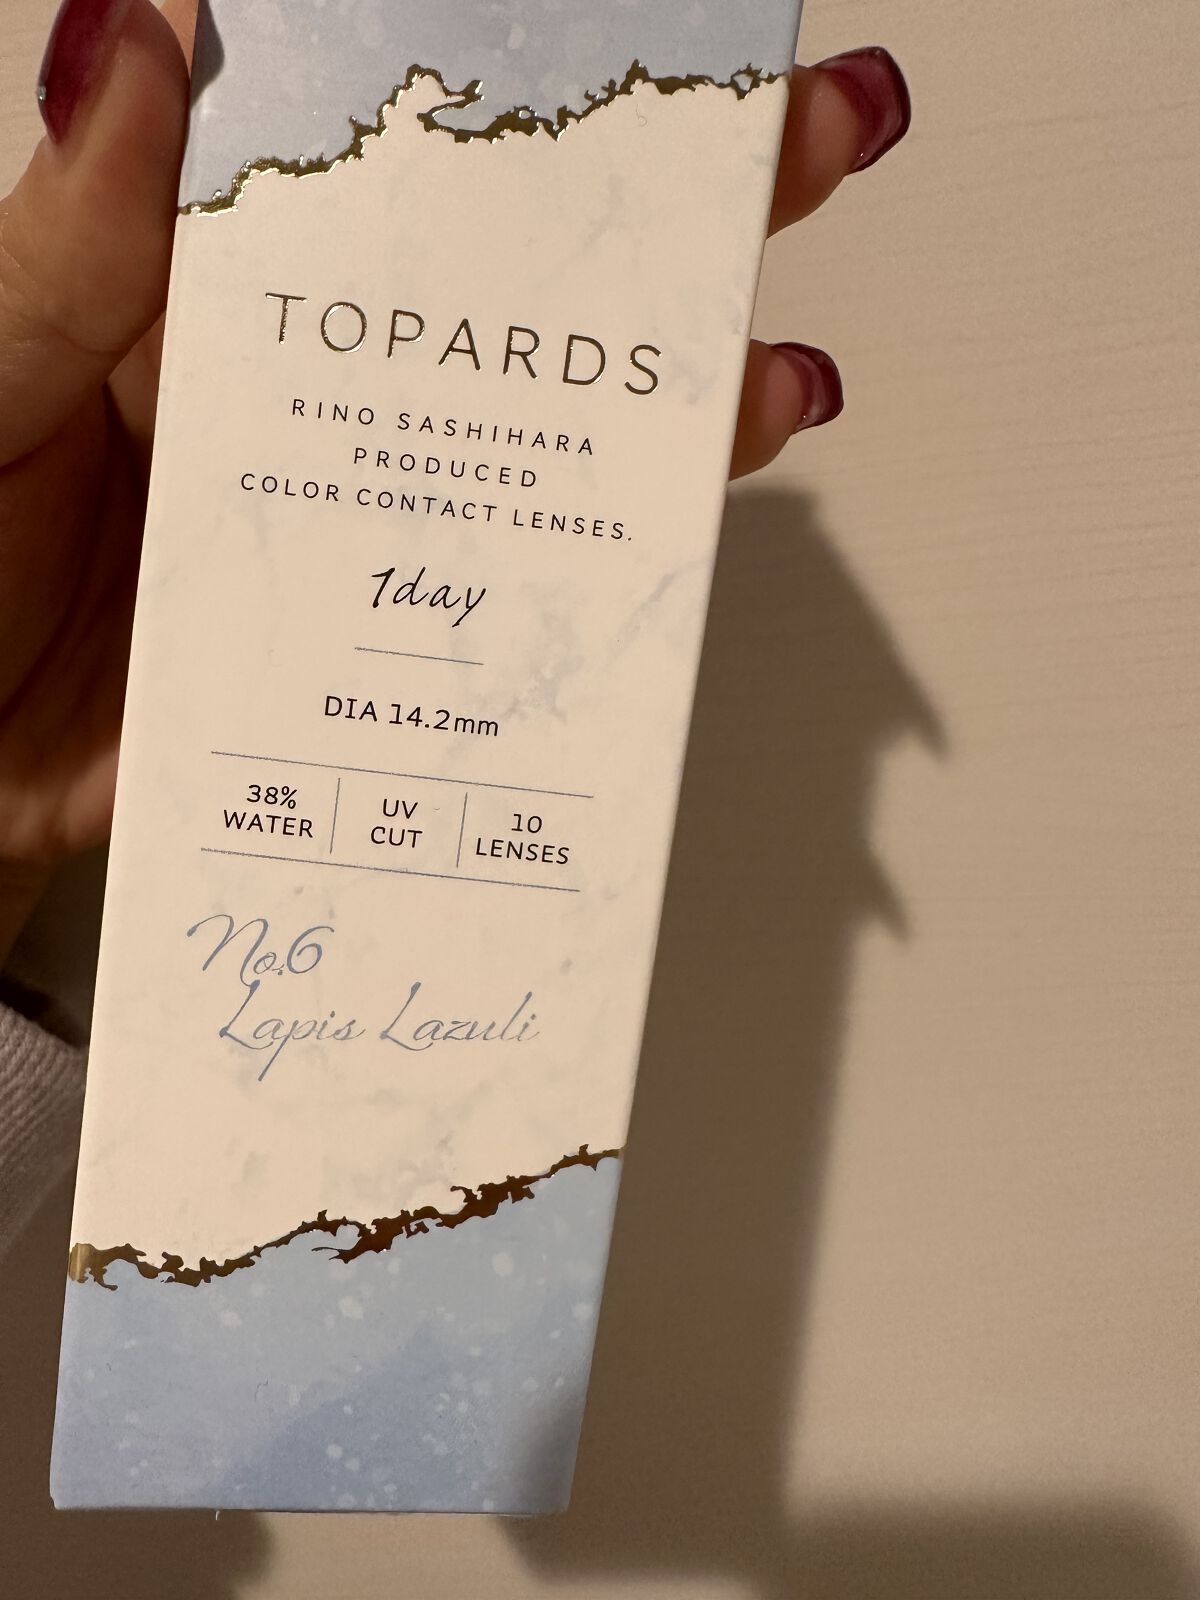 TOPARDS
RINO SASHIHARA
PRODUCED
COLOR CONTACT LENSES.
1day
DIA 14.2mm
38%
WATER
UV
CUT
10
LENSES
No.6
Lapis Lazuli